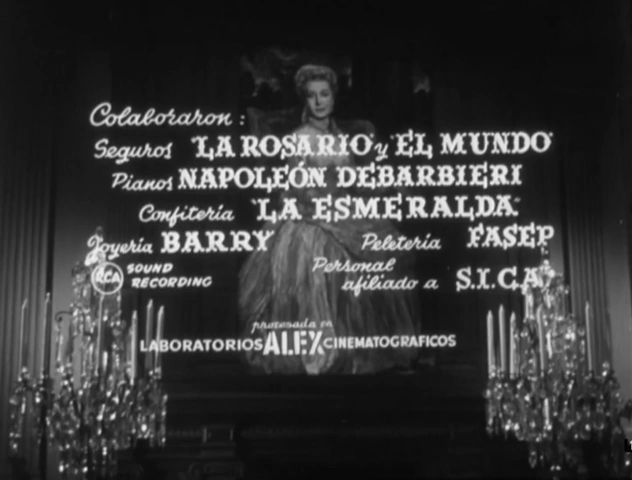 Colaboraron:
Seguros "LA ROSARIO" y "EL MUNDO"
Pianos NAPOLEÓN DEBARBIERI
Confitería "LA ESMERALDA"
Joyería BARRY Peletería FASEP
RCA SOUND RECORDING
Personal afiliado a S.I.C.A.
procesada en
LABORATORIOS ALEX CINEMATOGRAFICOS